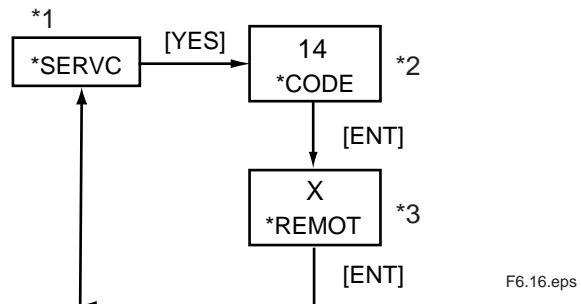 *1
[YES]
*SERVC
14
*CODE
*2
[ENT]
X
*REMOT
*3
[ENT]
F6.16.eps